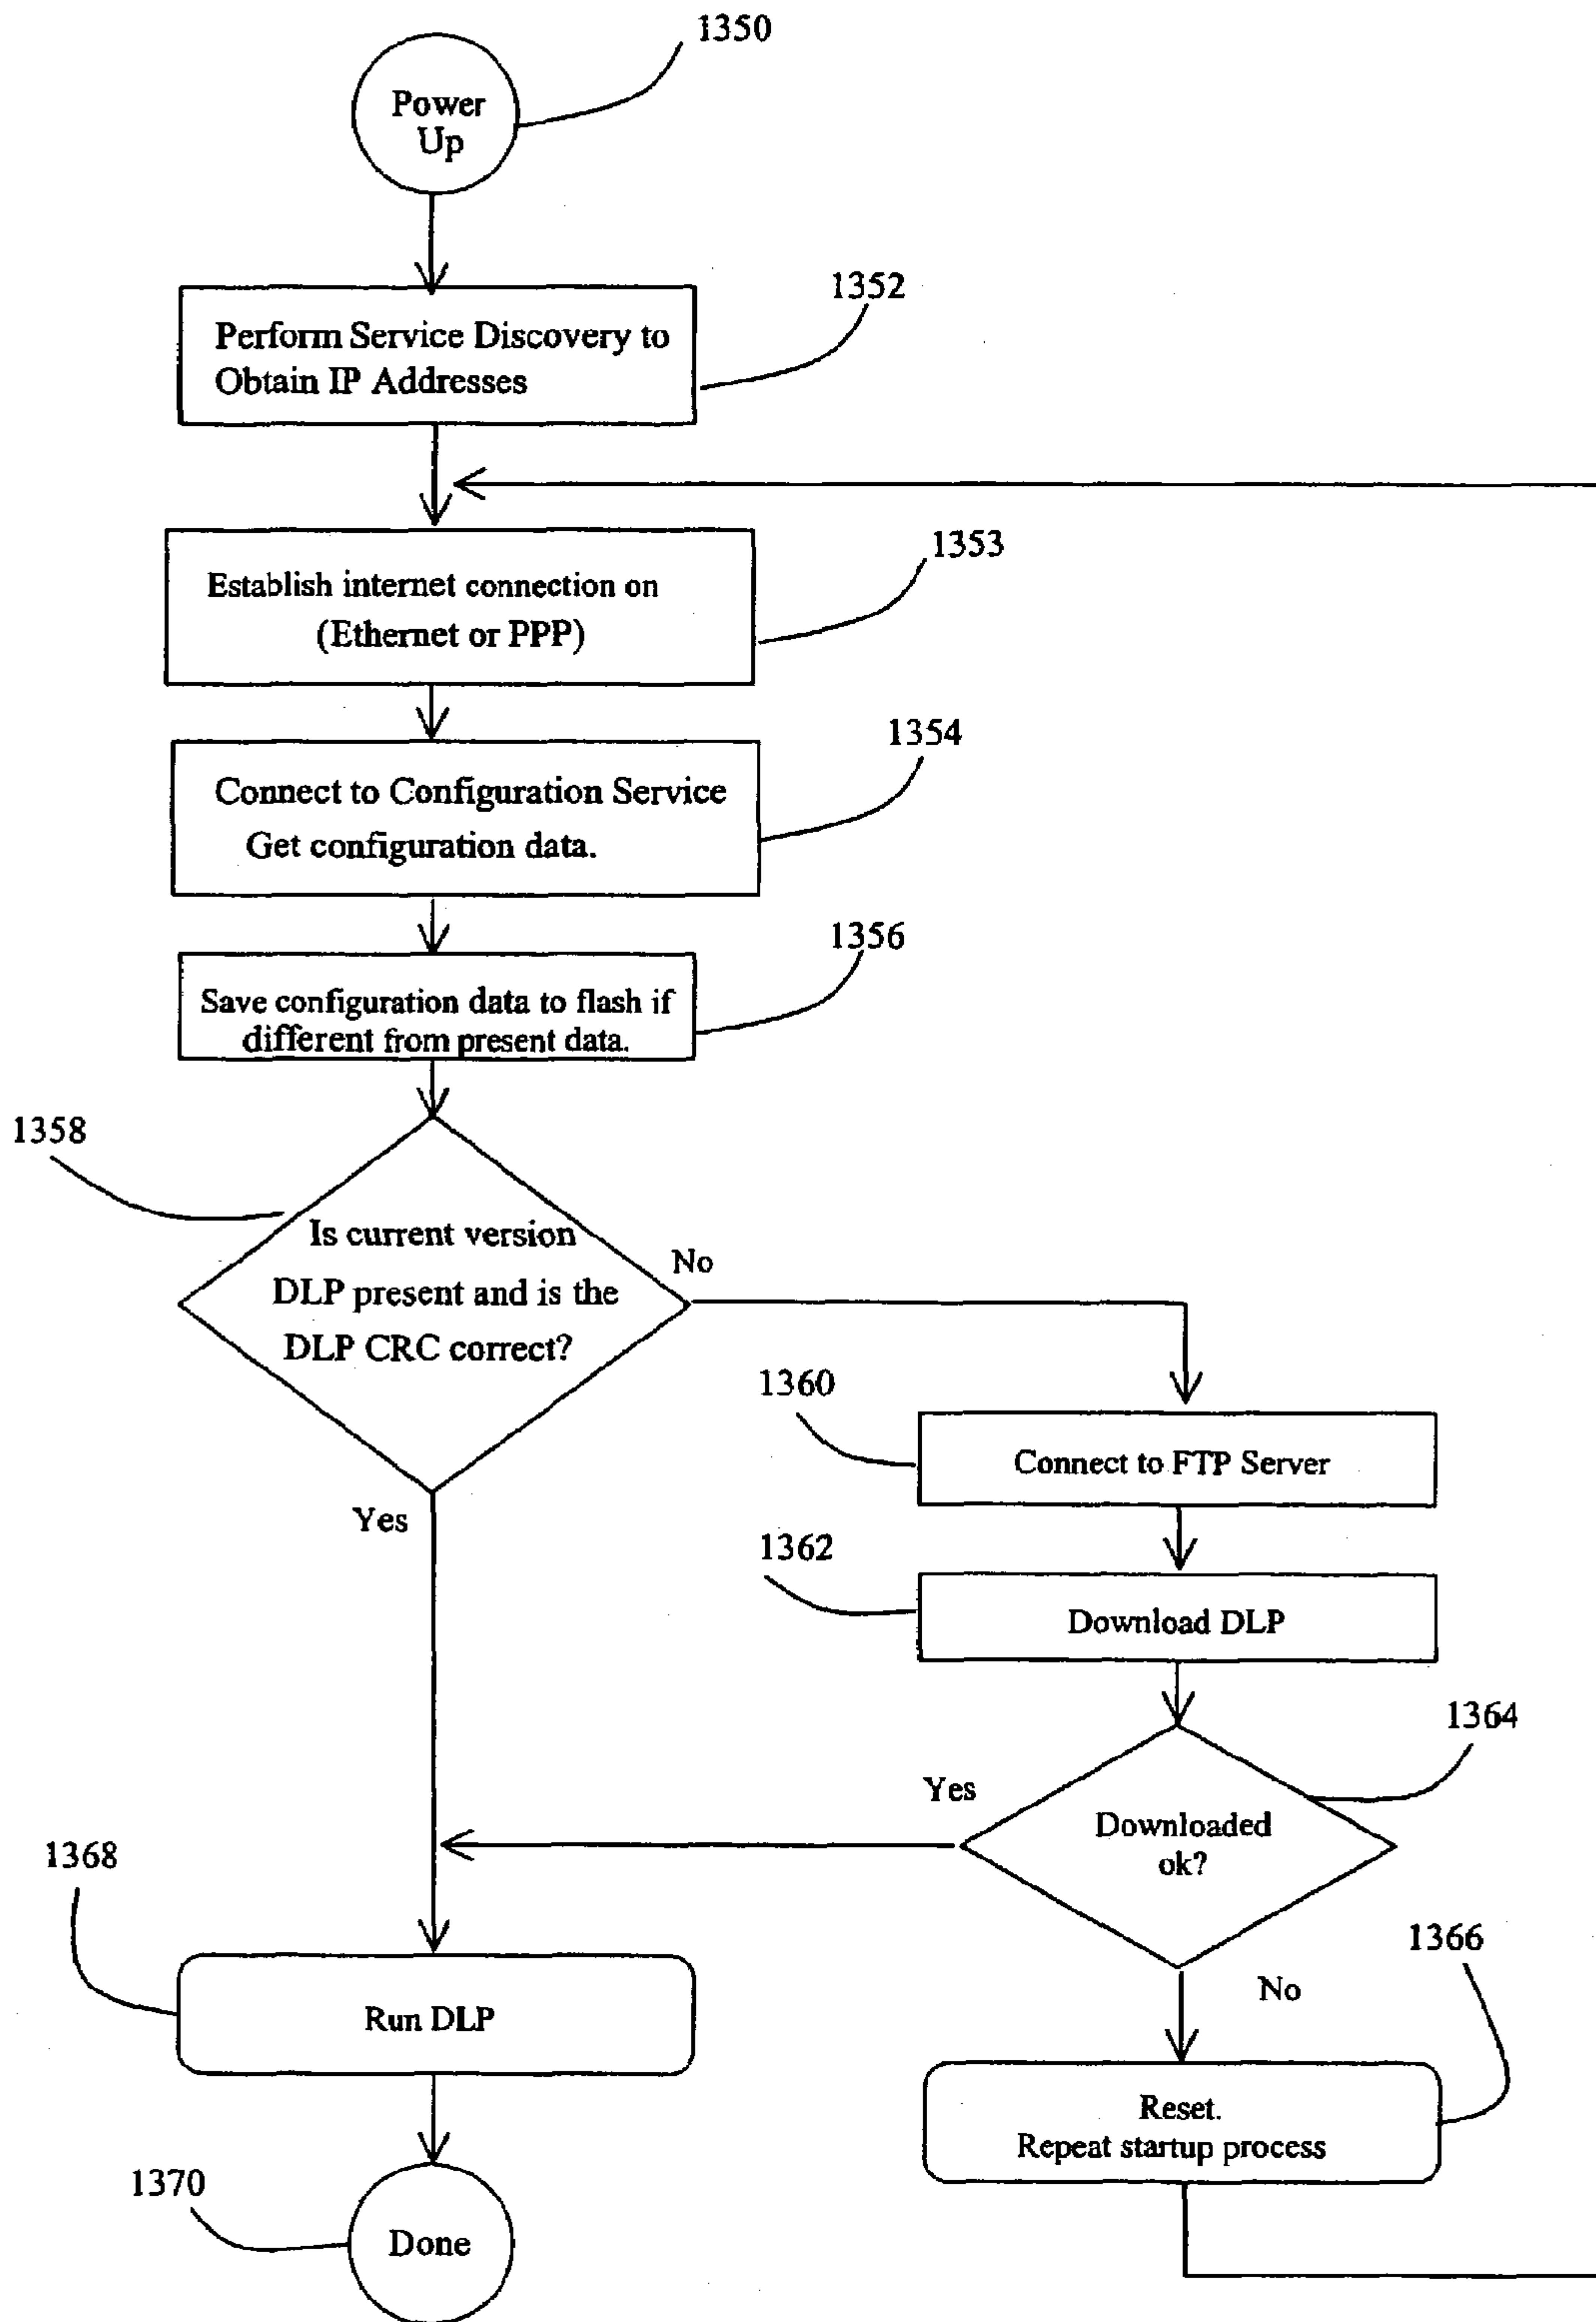 1350
Power
Up
1352
Perform Service Discovery to
Obtain IP Addresses
1353
Establish internet connection on
(Ethernet or PPP)
1354
Connect to Configuration Service
Get configuration data.
1356
Save configuration data to flash if
different from present data.
1358
Is current version
DLP present and is the
DLP CRC correct?
No
Yes
1360
Connect to FTP Server
1362
Download DLP
1364
Yes
Downloaded
ok?
1368
1366
No
Run DLP
Reset.
Repeat startup process
1370
Done